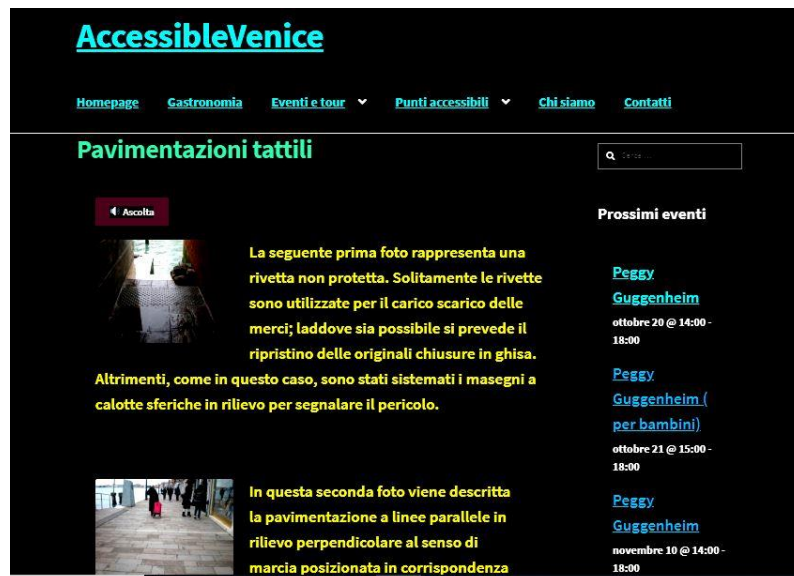 AccessibleVenice
Homepage Gastronomia Eventi e tour Punti accessibili Chi siamo Contatti
Pavimentazioni tattili
Ascolta
La seguente prima foto rappresenta una
rivetta non protetta. Solitamente le rivette
sono utilizzate per il carico scarico delle
merci; laddove sia possibile si prevede il
ripristino delle originali chiusure in ghisa.
Altrimenti, come in questo caso, sono stati sistemati i masegni a
calotte sferiche in rilievo per segnalare il pericolo.
In questa seconda foto viene descritta
la pavimentazione a linee parallele in
rilievo perpendicolare al senso di
marcia posizionata in corrispondenza
Prossimi eventi
Peggy
Guggenheim
ottobre 20 @ 14:00 -
18:00
Peggy
Guggenheim (
per bambini)
ottobre 21 @ 15:00 -
18:00
Peggy
Guggenheim
novembre 10 @ 14:00 -
18:00